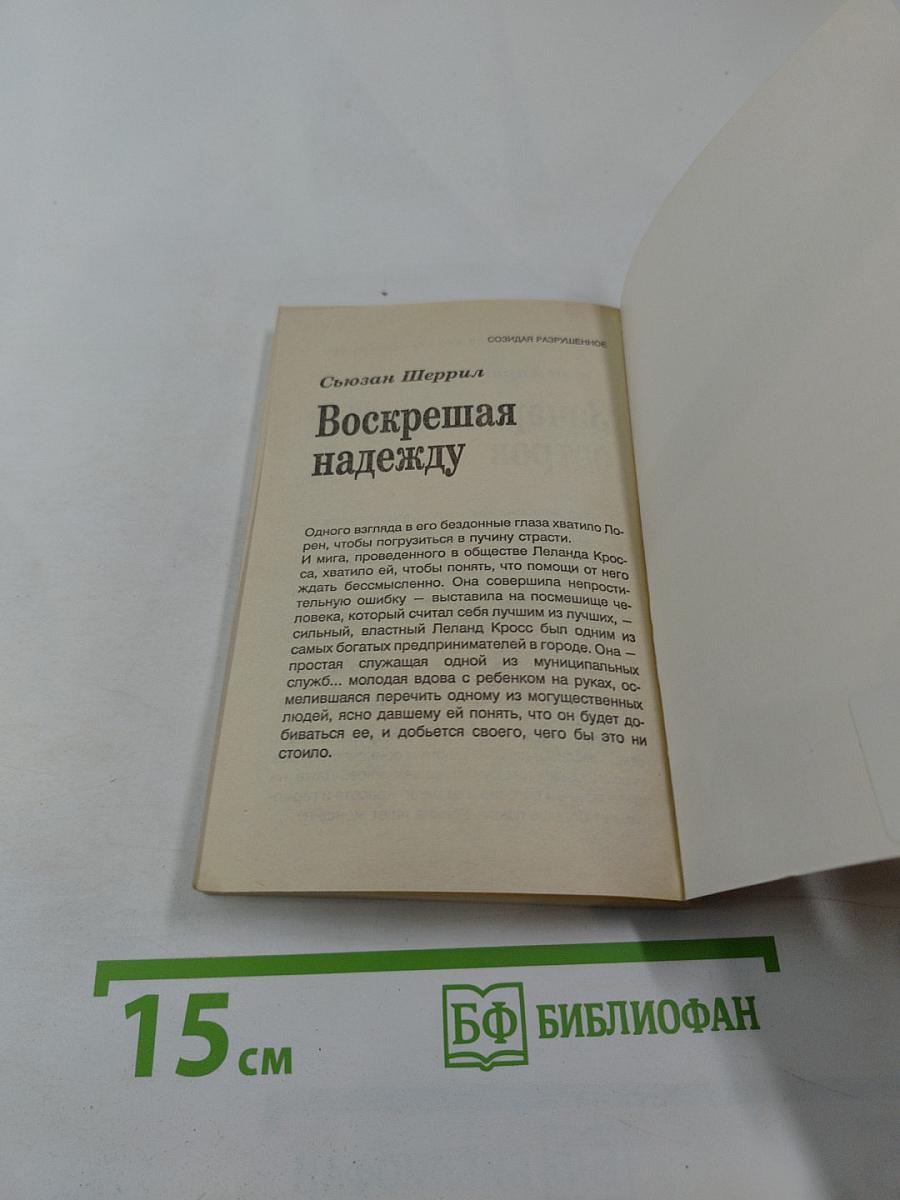 СОЗИДАЯ РАЗРУШЕННОЕ
Сьюзан Шеррил
Воскрешая
надежду
Одного взгляда в его бездонные глаза хватило Ло-
рен, чтобы погрузиться в пучину страсти.
И мига, проведенного в обществе Леланда Крос-
са, хватило ей, чтобы понять, что помощи от него
ждать бессмысленно. Она совершила непрости-
тельную ошибку — выставила на посмешище че-
ловека, который считал себя лучшим из лучших, —
сильный, властный Леланд Кросс был одним из
самых богатых предпринимателей в городе. Она —
простая служащая одной из муниципальных
служб... молодая вдова с ребенком на руках, ос-
мелившаяся перечить одному из могущественных
людей, ясно давшему ей понять, что он будет до-
биваться ее, и добьется своего, чего бы это ни
стоило.
15 см
БФ БИБЛИОФАН